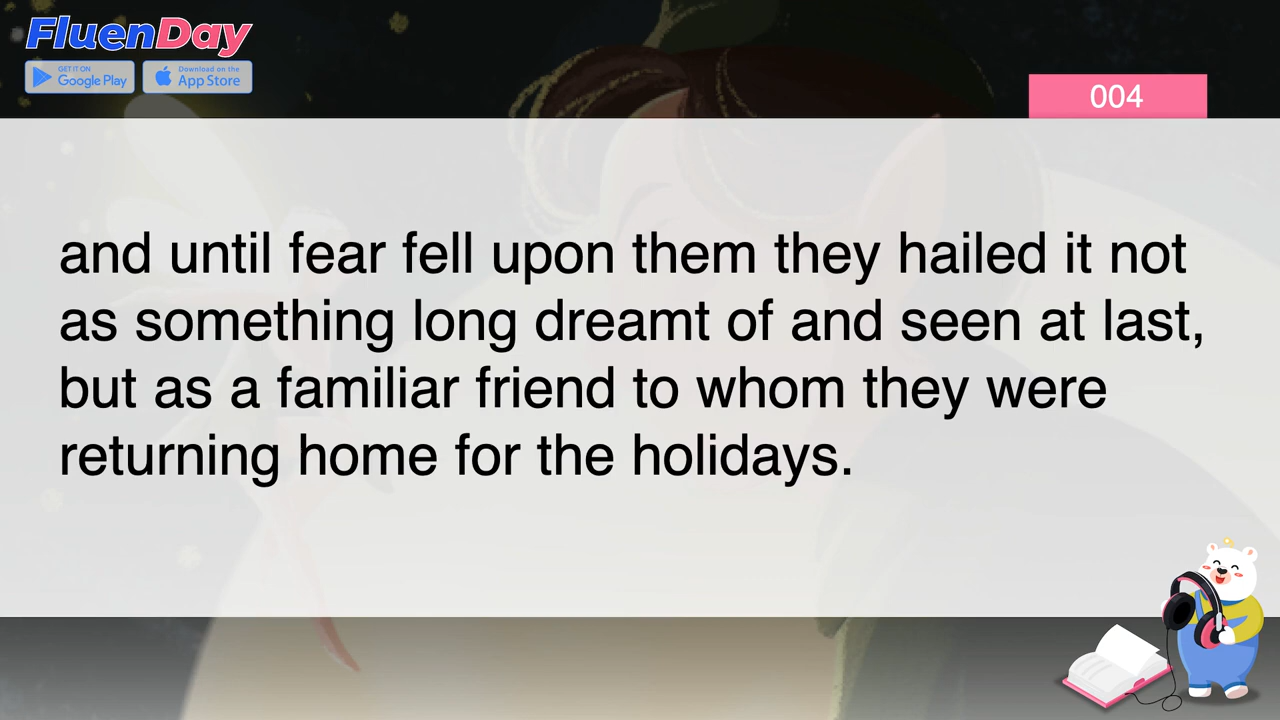 FluenDay
GET IT ON
Google Play
Download on the
App Store
004
and until fear fell upon them they hailed it not
as something long dreamt of and seen at last,
but as a familiar friend to whom they were
returning home for the holidays.